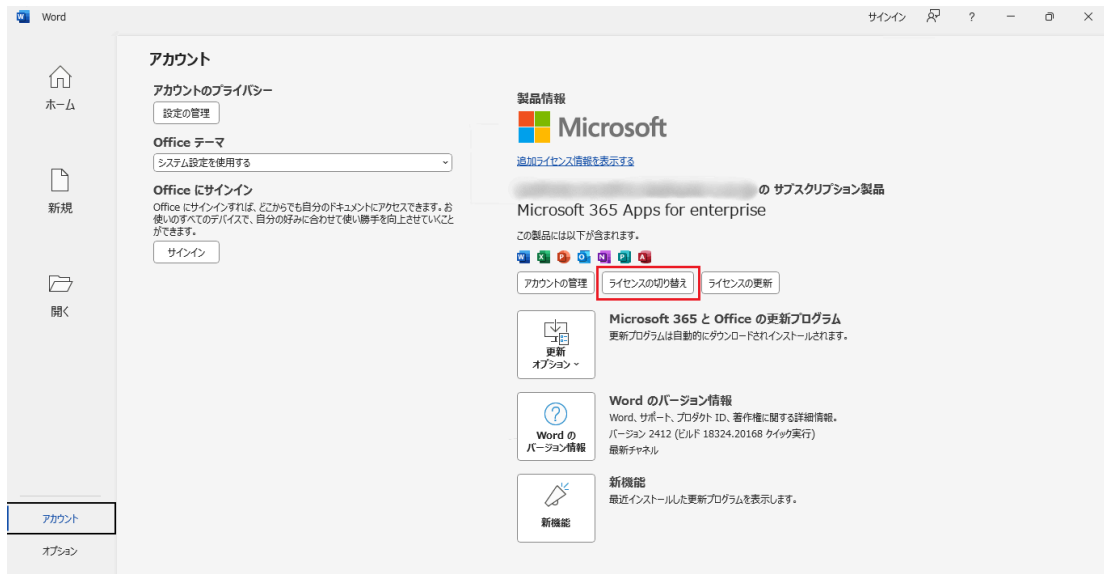 Word
サインイン
?
ホーム
新規
開く
アカウント
オプション
アカウント
アカウントのプライバシー
設定の管理
Office テーマ
システム設定を使用する
Office にサインイン
Office にサインインすれば、どこからでも自分のドキュメントにアクセスできます。お
使いのすべてのデバイスで、自分の好みに合わせて使い勝手を向上させていくこと
ができます。
サインイン
製品情報
Microsoft
追加ライセンス情報を表示する
の サブスクリプション製品
Microsoft 365 Apps for enterprise
この製品には以下が含まれます。
アカウントの管理
ライセンスの切り替え
ライセンスの更新
更新
オプション
Microsoft 365 と Office の更新プログラム
更新プログラムは自動的にダウンロードされインストールされます。
Word の
バージョン情報
Word のバージョン情報
Word、サポート、プロダクト ID、著作権に関する詳細情報。
バージョン 2412 (ビルド 18324.20168 クイック実行)
最新チャネル
新機能
新機能
最近インストールした更新プログラムを表示します。